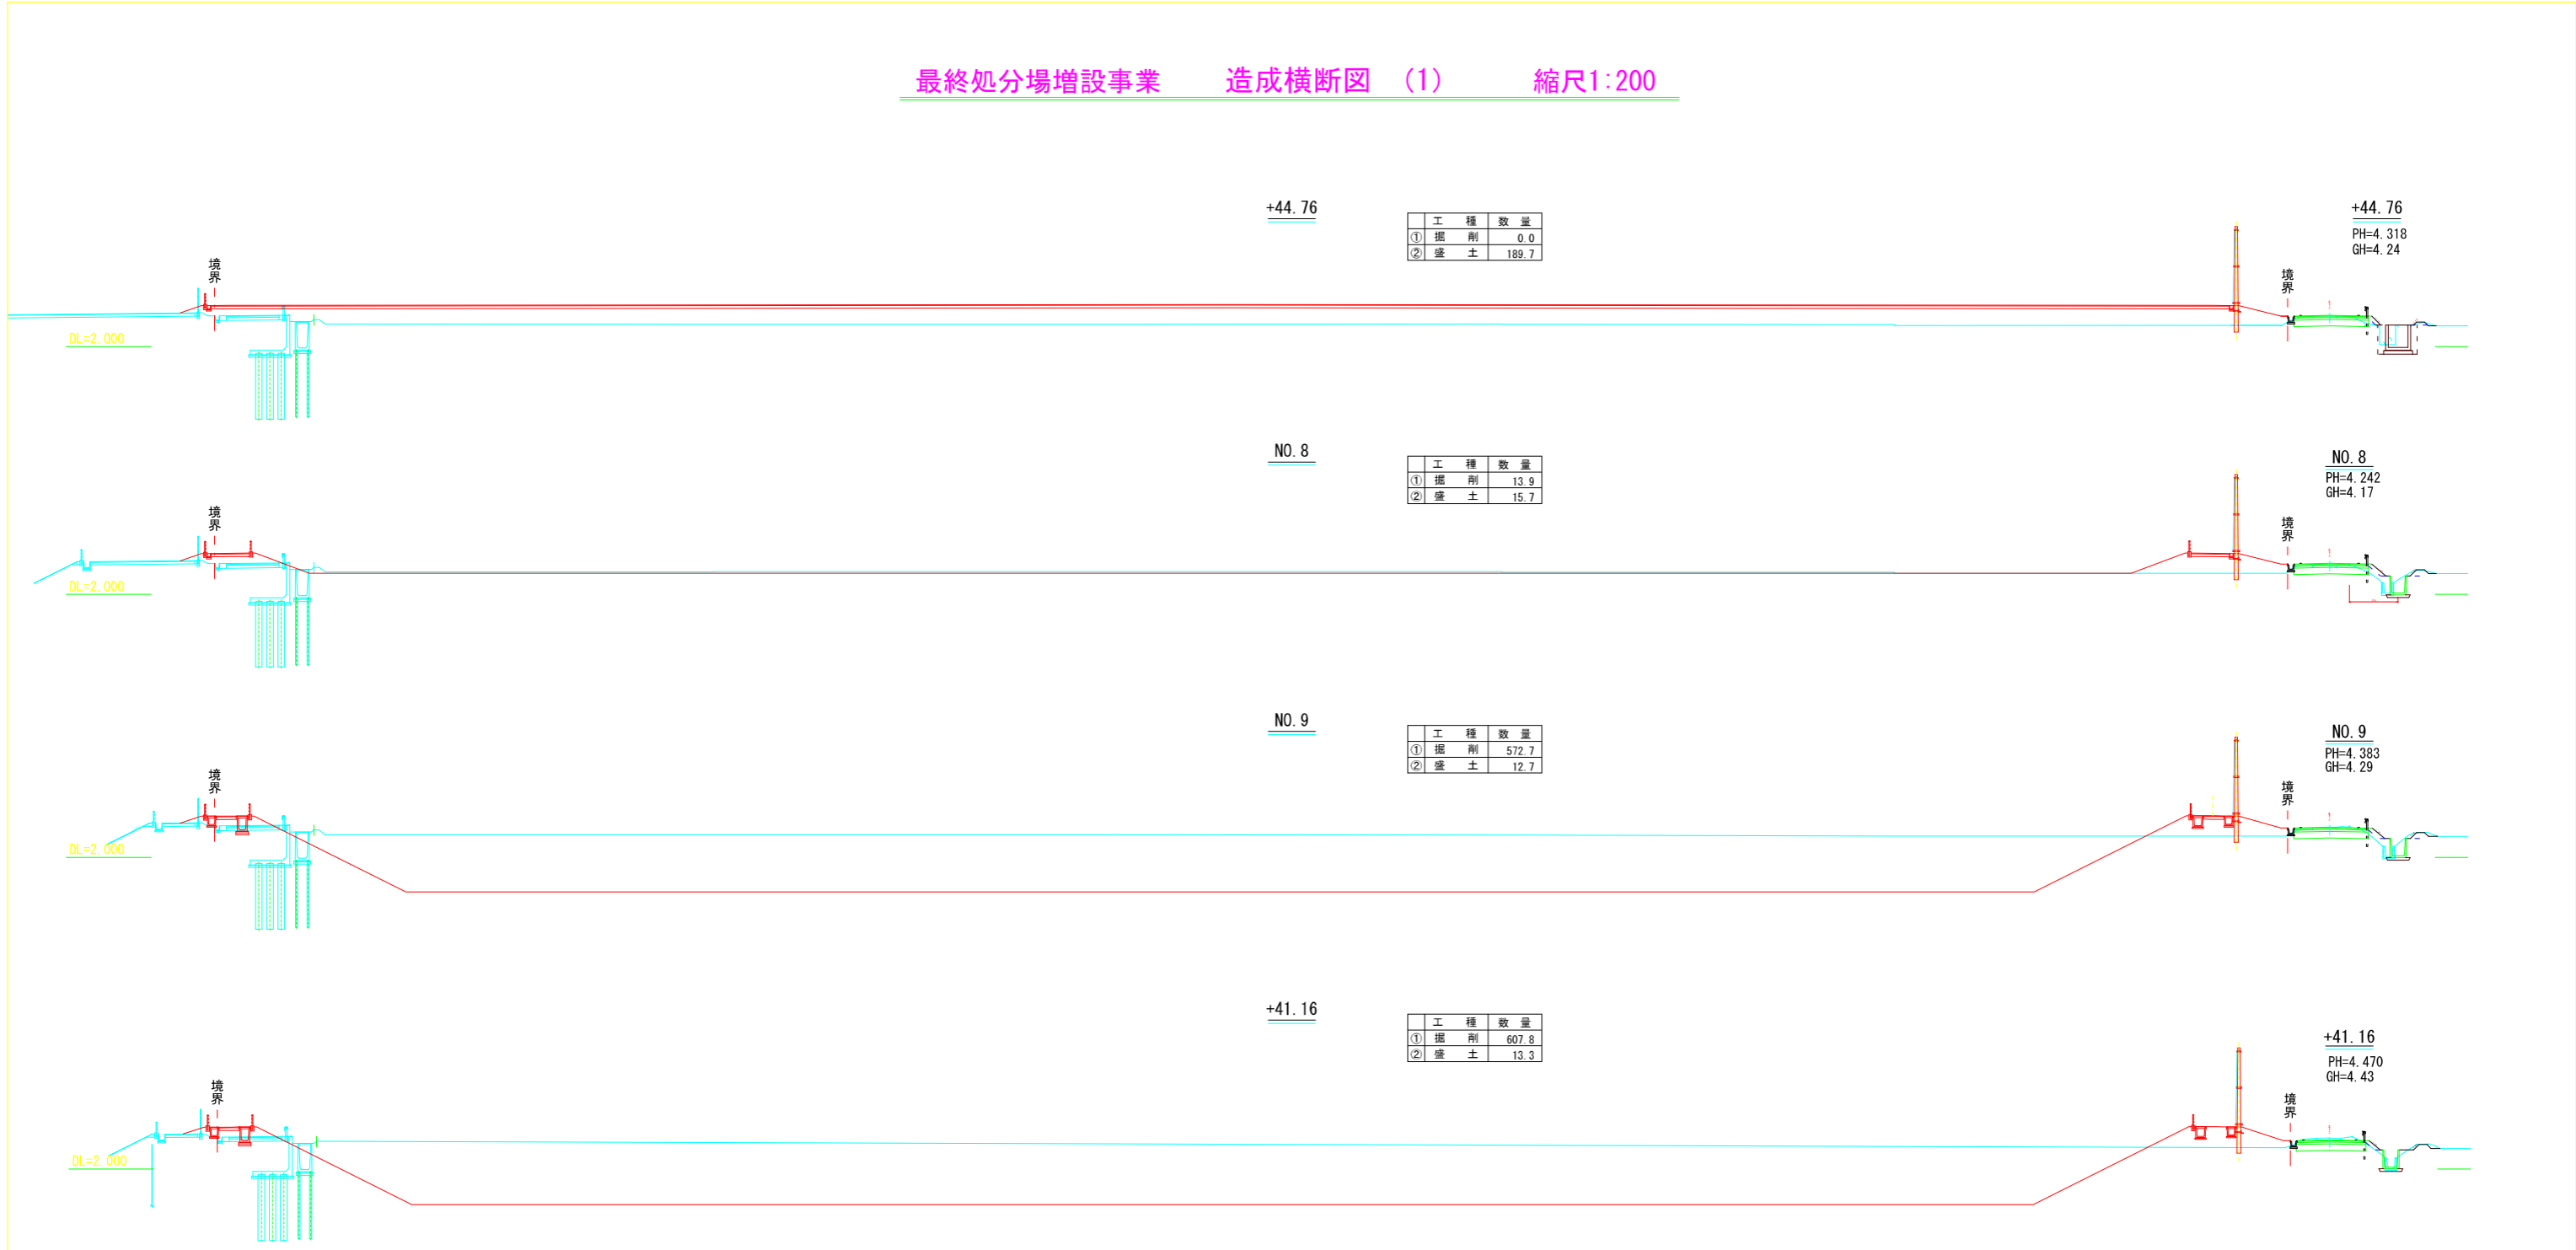 最終処分場増設事業 造成横断図 (1) 縮尺1:200
+44.76
工 種 数 量
① 掘 削 0.0
② 盛 土 189.7
+44.76
PH=4.318
GH=4.24
境界
境界
DL=2.000
NO.8
工 種 数 量
① 掘 削 13.9
② 盛 土 15.7
NO.8
PH=4.242
GH=4.17
境界
境界
DL=2.000
NO.9
工 種 数 量
① 掘 削 572.7
② 盛 土 12.7
NO.9
PH=4.383
GH=4.29
境界
境界
DL=2.000
+41.16
工 種 数 量
① 掘 削 607.8
② 盛 土 13.3
+41.16
PH=4.470
GH=4.43
境界
境界
DL=2.000